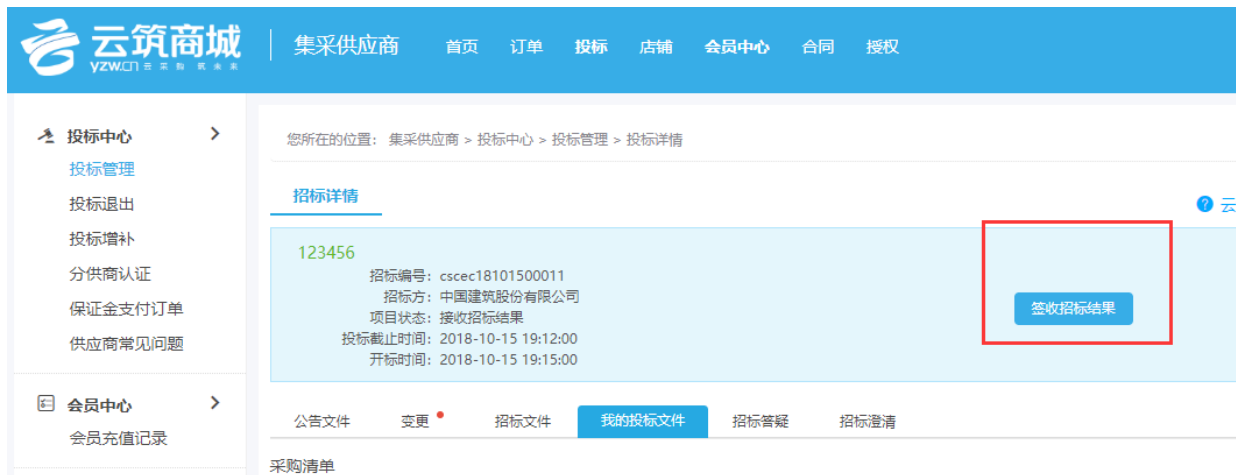 云筑商城
yzw.cn 云采购 筑未来
集采供应商 首页 订单 投标 店铺 会员中心 合同 授权
投标中心
投标管理
投标退出
投标增补
分供商认证
保证金支付订单
供应商常见问题
会员中心
会员充值记录
您所在的位置： 集采供应商 > 投标中心 > 投标管理 > 投标详情
招标详情
? 云
123456
招标编号：cscec18101500011
招标方：中国建筑股份有限公司
项目状态：接收招标结果
投标截止时间：2018-10-15 19:12:00
开标时间：2018-10-15 19:15:00
签收招标结果
公告文件 变更 招标文件 我的投标文件 招标答疑 招标澄清
采购清单